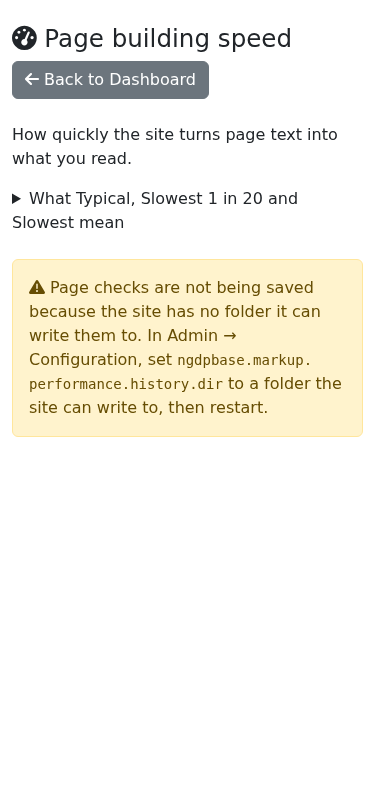 Page building speed
Back to Dashboard
How quickly the site turns page text into
what you read.
What Typical, Slowest 1 in 20 and
Slowest mean
Page checks are not being saved
because the site has no folder it can
write them to. In Admin →
Configuration, set ngdpbase.markup.
performance.history.dir to a folder the
site can write to, then restart.